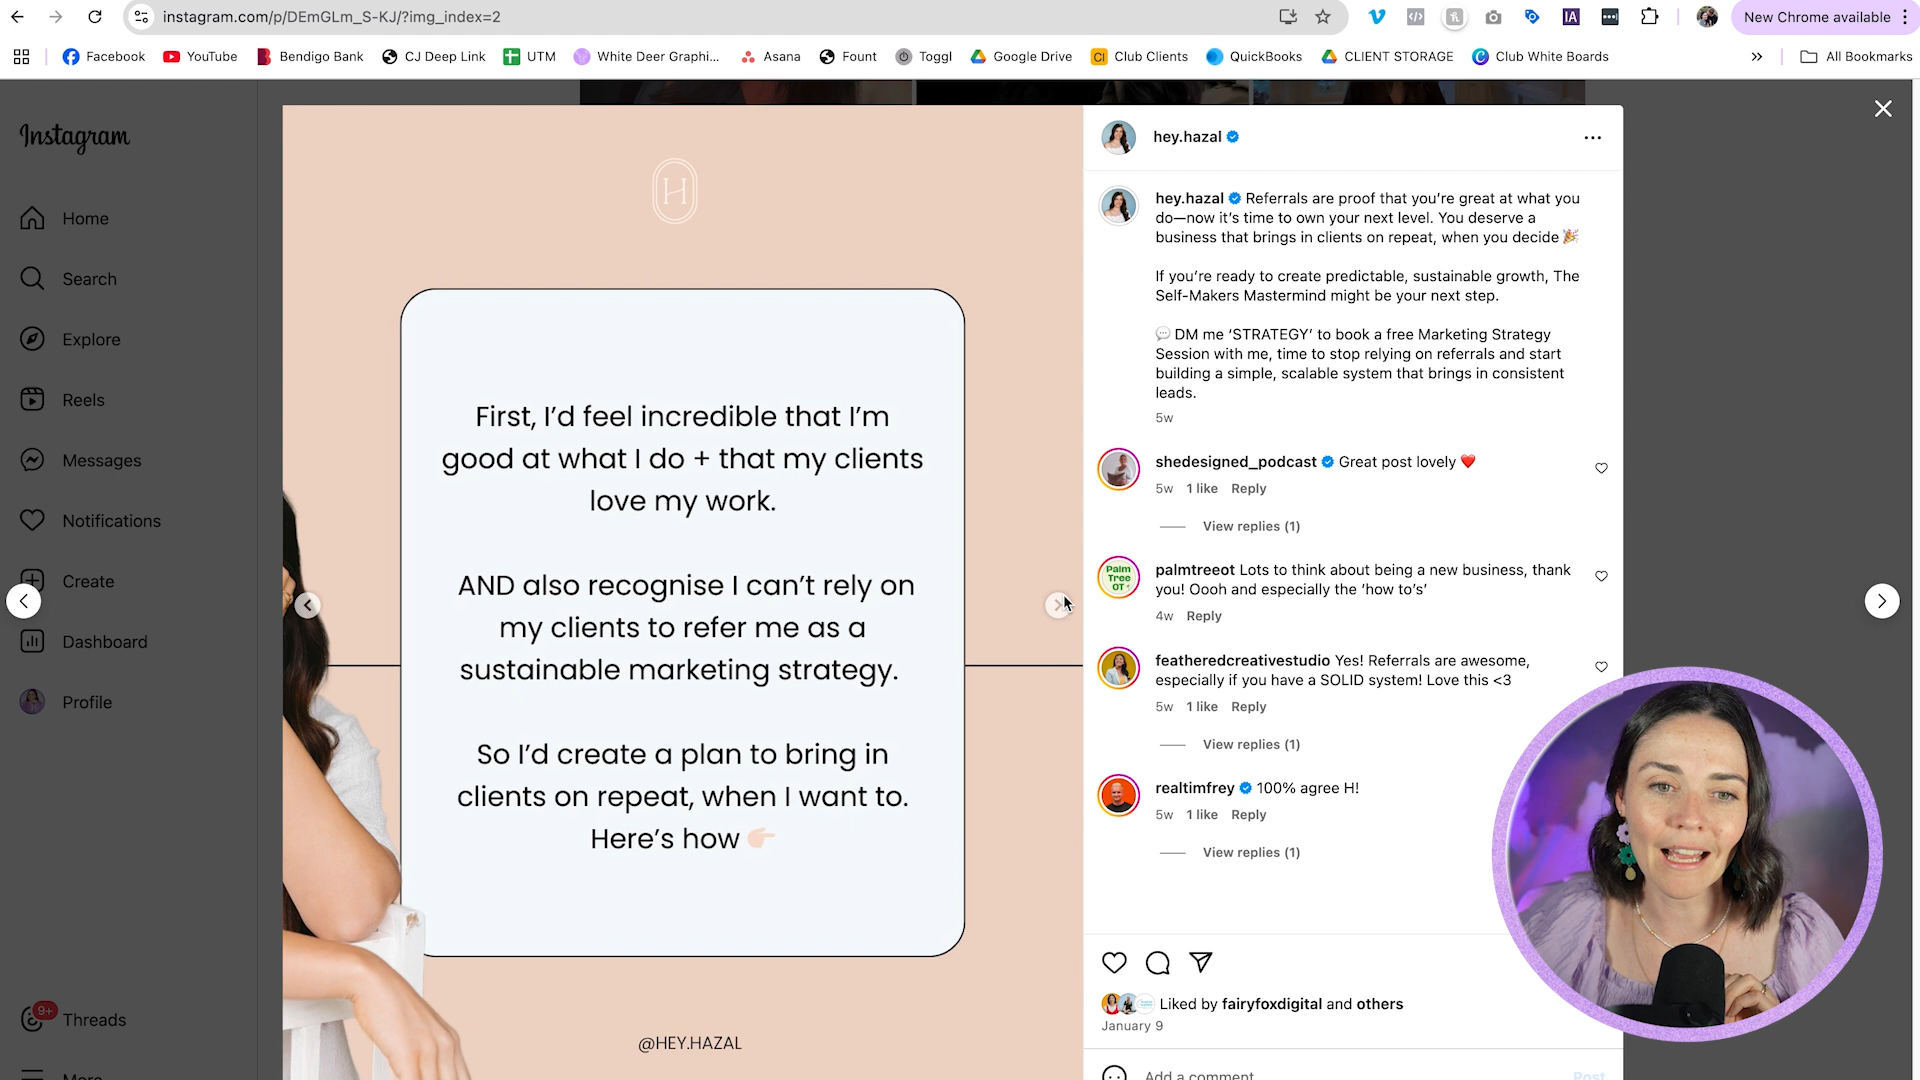 instagram.com/p/DEmGLm_S-KJ/?img_index=2
New Chrome available
Facebook
YouTube
Bendigo Bank
CJ Deep Link
UTM
White Deer Graphi...
Asana
Fount
Toggl
Google Drive
Club Clients
QuickBooks
CLIENT STORAGE
Club White Boards
All Bookmarks
Instagram
Home
Search
Explore
Reels
Messages
Notifications
Create
Dashboard
Profile
9+
Threads
More
H
First, I’d feel incredible that I’m
good at what I do + that my clients
love my work.
AND also recognise I can’t rely on
my clients to refer me as a
sustainable marketing strategy.
So I’d create a plan to bring in
clients on repeat, when I want to.
Here’s how 👉🏻
@HEY.HAZAL
hey.hazal
hey.hazal Referrals are proof that you’re great at what you
do—now it’s time to own your next level. You deserve a
business that brings in clients on repeat, when you decide 🎉
If you’re ready to create predictable, sustainable growth, The
Self-Makers Mastermind might be your next step.
💬 DM me ‘STRATEGY’ to book a free Marketing Strategy
Session with me, time to stop relying on referrals and start
building a simple, scalable system that brings in consistent
leads.
5w
shedesigned_podcast Great post lovely ❤️
5w 1 like Reply
View replies (1)
Palm
Tree
OT
palmtreeot Lots to think about being a new business, thank
you! Oooh and especially the ‘how to’s’
4w Reply
featheredcreativestudio Yes! Referrals are awesome,
especially if you have a SOLID system! Love this <3
5w 1 like Reply
View replies (1)
realtimfrey 100% agree H!
5w 1 like Reply
View replies (1)
Liked by fairyfoxdigital and others
January 9
Add a comment...
Post